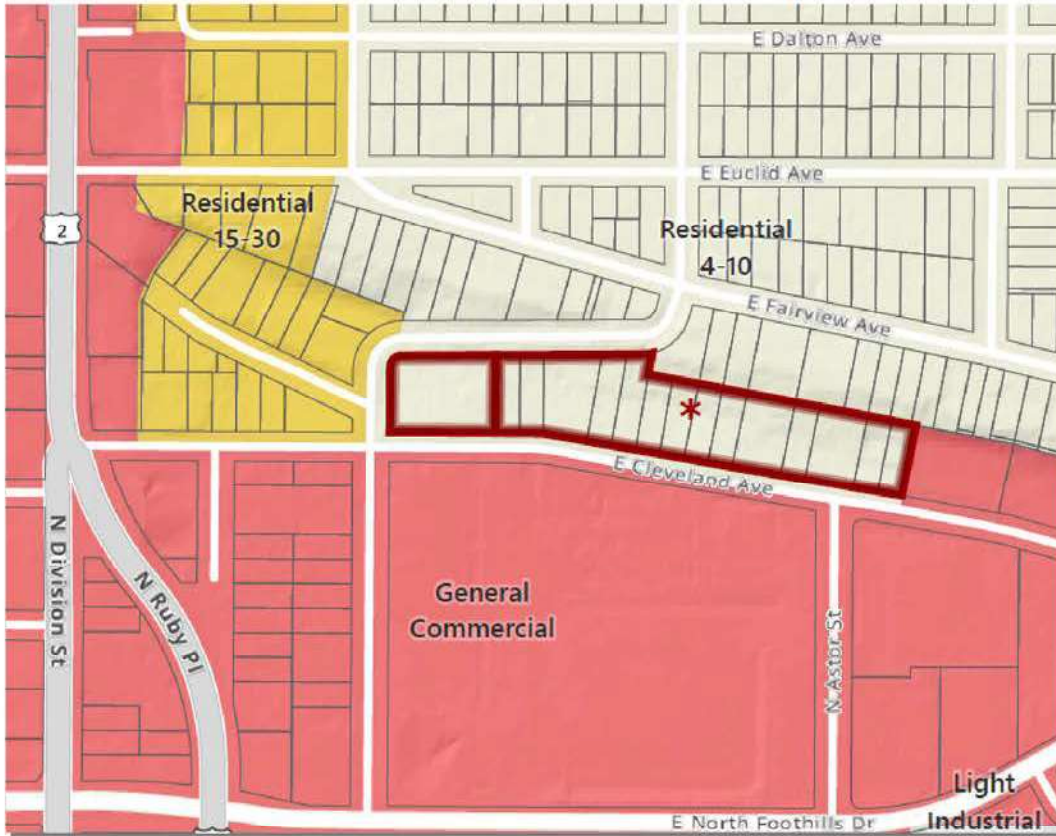 E Dalton Ave
E Euclid Ave
Residential
15-30
Residential
4-10
2
E Fairview Ave
*
E Cleveland Ave
N Division St
N Ruby Pl
General
Commercial
N Astor St
Light
Industrial
E North Foothills Dr